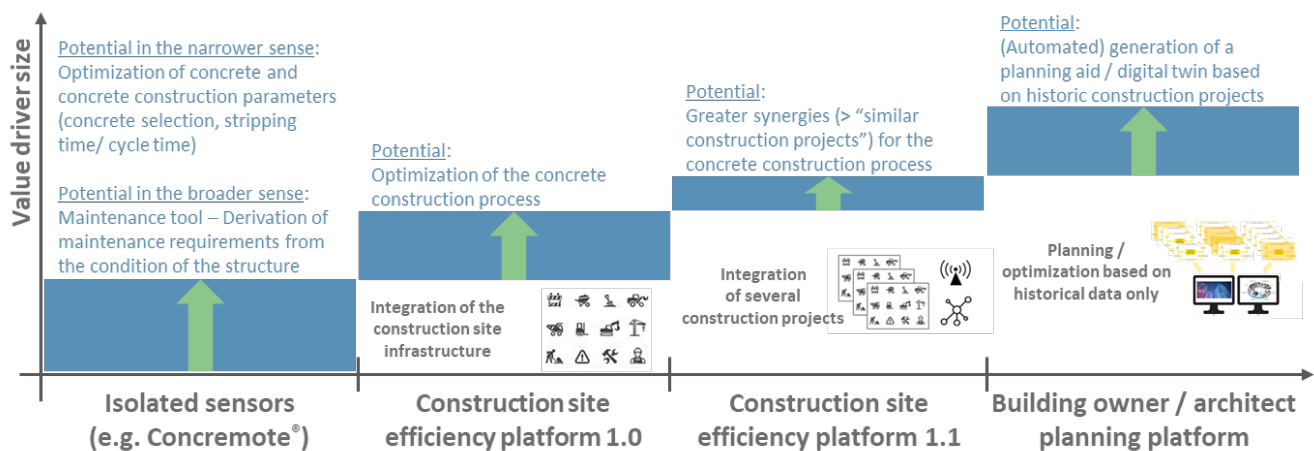 Value driver size
Potential in the narrower sense:
Optimization of concrete and
concrete construction parameters
(concrete selection, stripping
time/ cycle time)
Potential in the broader sense:
Maintenance tool – Derivation of
maintenance requirements from
the condition of the structure
Potential:
Optimization of the concrete
construction process
Integration of the
construction site
infrastructure
Potential:
Greater synergies (> “similar
construction projects”) for the
concrete construction process
Integration
of several
construction projects
Potential:
(Automated) generation of a
planning aid / digital twin based
on historic construction projects
Planning /
optimization based on
historical data only
Isolated sensors
(e.g. Concremote®)
Construction site
efficiency platform 1.0
Construction site
efficiency platform 1.1
Building owner / architect
planning platform